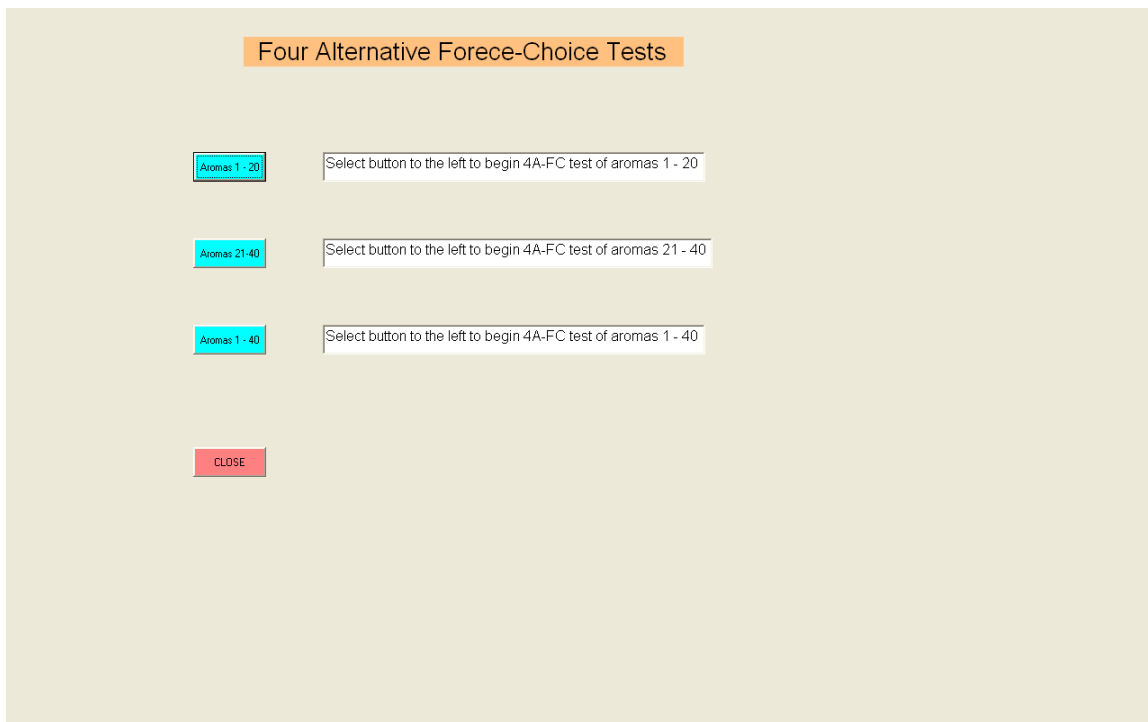 Four Alternative Forece-Choice Tests
Aromas 1 - 20
Select button to the left to begin 4A-FC test of aromas 1 - 20
Aromas 21-40
Select button to the left to begin 4A-FC test of aromas 21 - 40
Aromas 1 - 40
Select button to the left to begin 4A-FC test of aromas 1 - 40
CLOSE